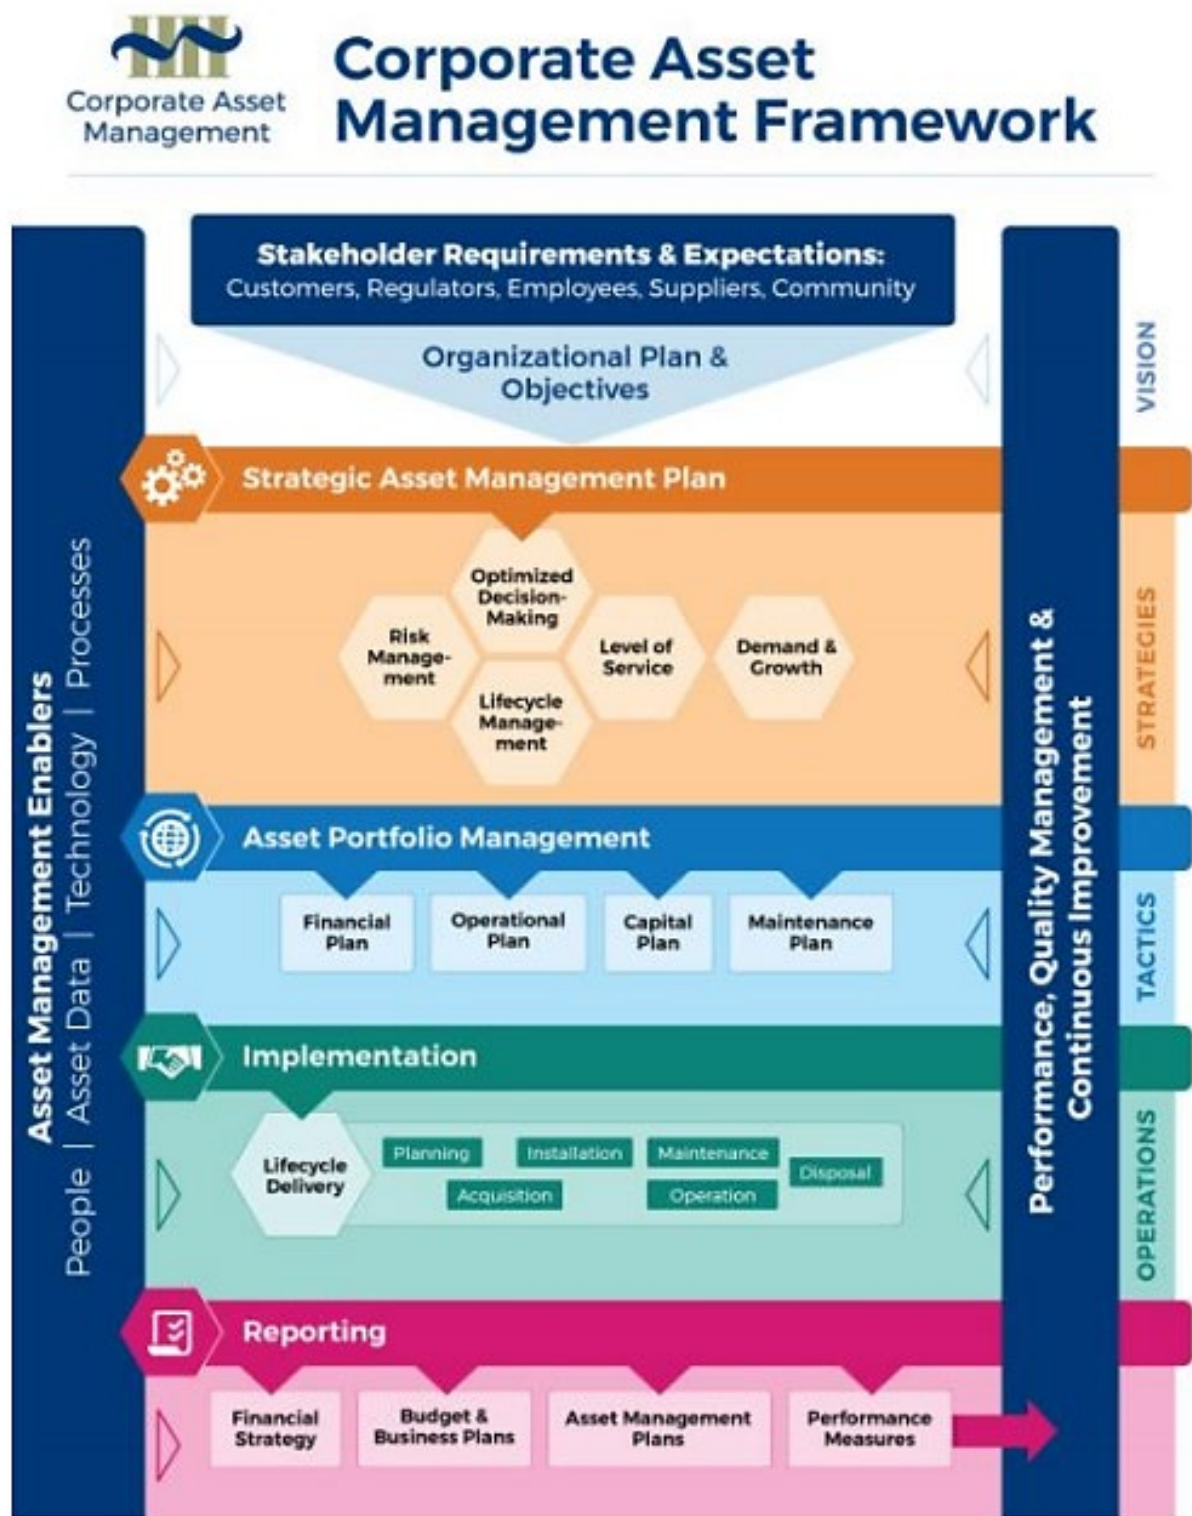 Corporate Asset
Management
Corporate Asset
Management Framework
Stakeholder Requirements & Expectations:
Customers, Regulators, Employees, Suppliers, Community
Organizational Plan &
Objectives
VISION
Strategic Asset Management Plan
Optimized
Decision-
Making
Risk
Manage-
ment
Level of
Service
Demand &
Growth
Lifecycle
Manage-
ment
STRATEGIES
Asset Portfolio Management
Financial
Plan
Operational
Plan
Capital
Plan
Maintenance
Plan
TACTICS
Implementation
Lifecycle
Delivery
Planning
Installation
Maintenance
Disposal
Acquisition
Operation
OPERATIONS
Reporting
Financial
Strategy
Budget &
Business Plans
Asset Management
Plans
Performance
Measures
Asset Management Enablers
People | Asset Data | Technology | Processes
Performance, Quality Management &
Continuous Improvement